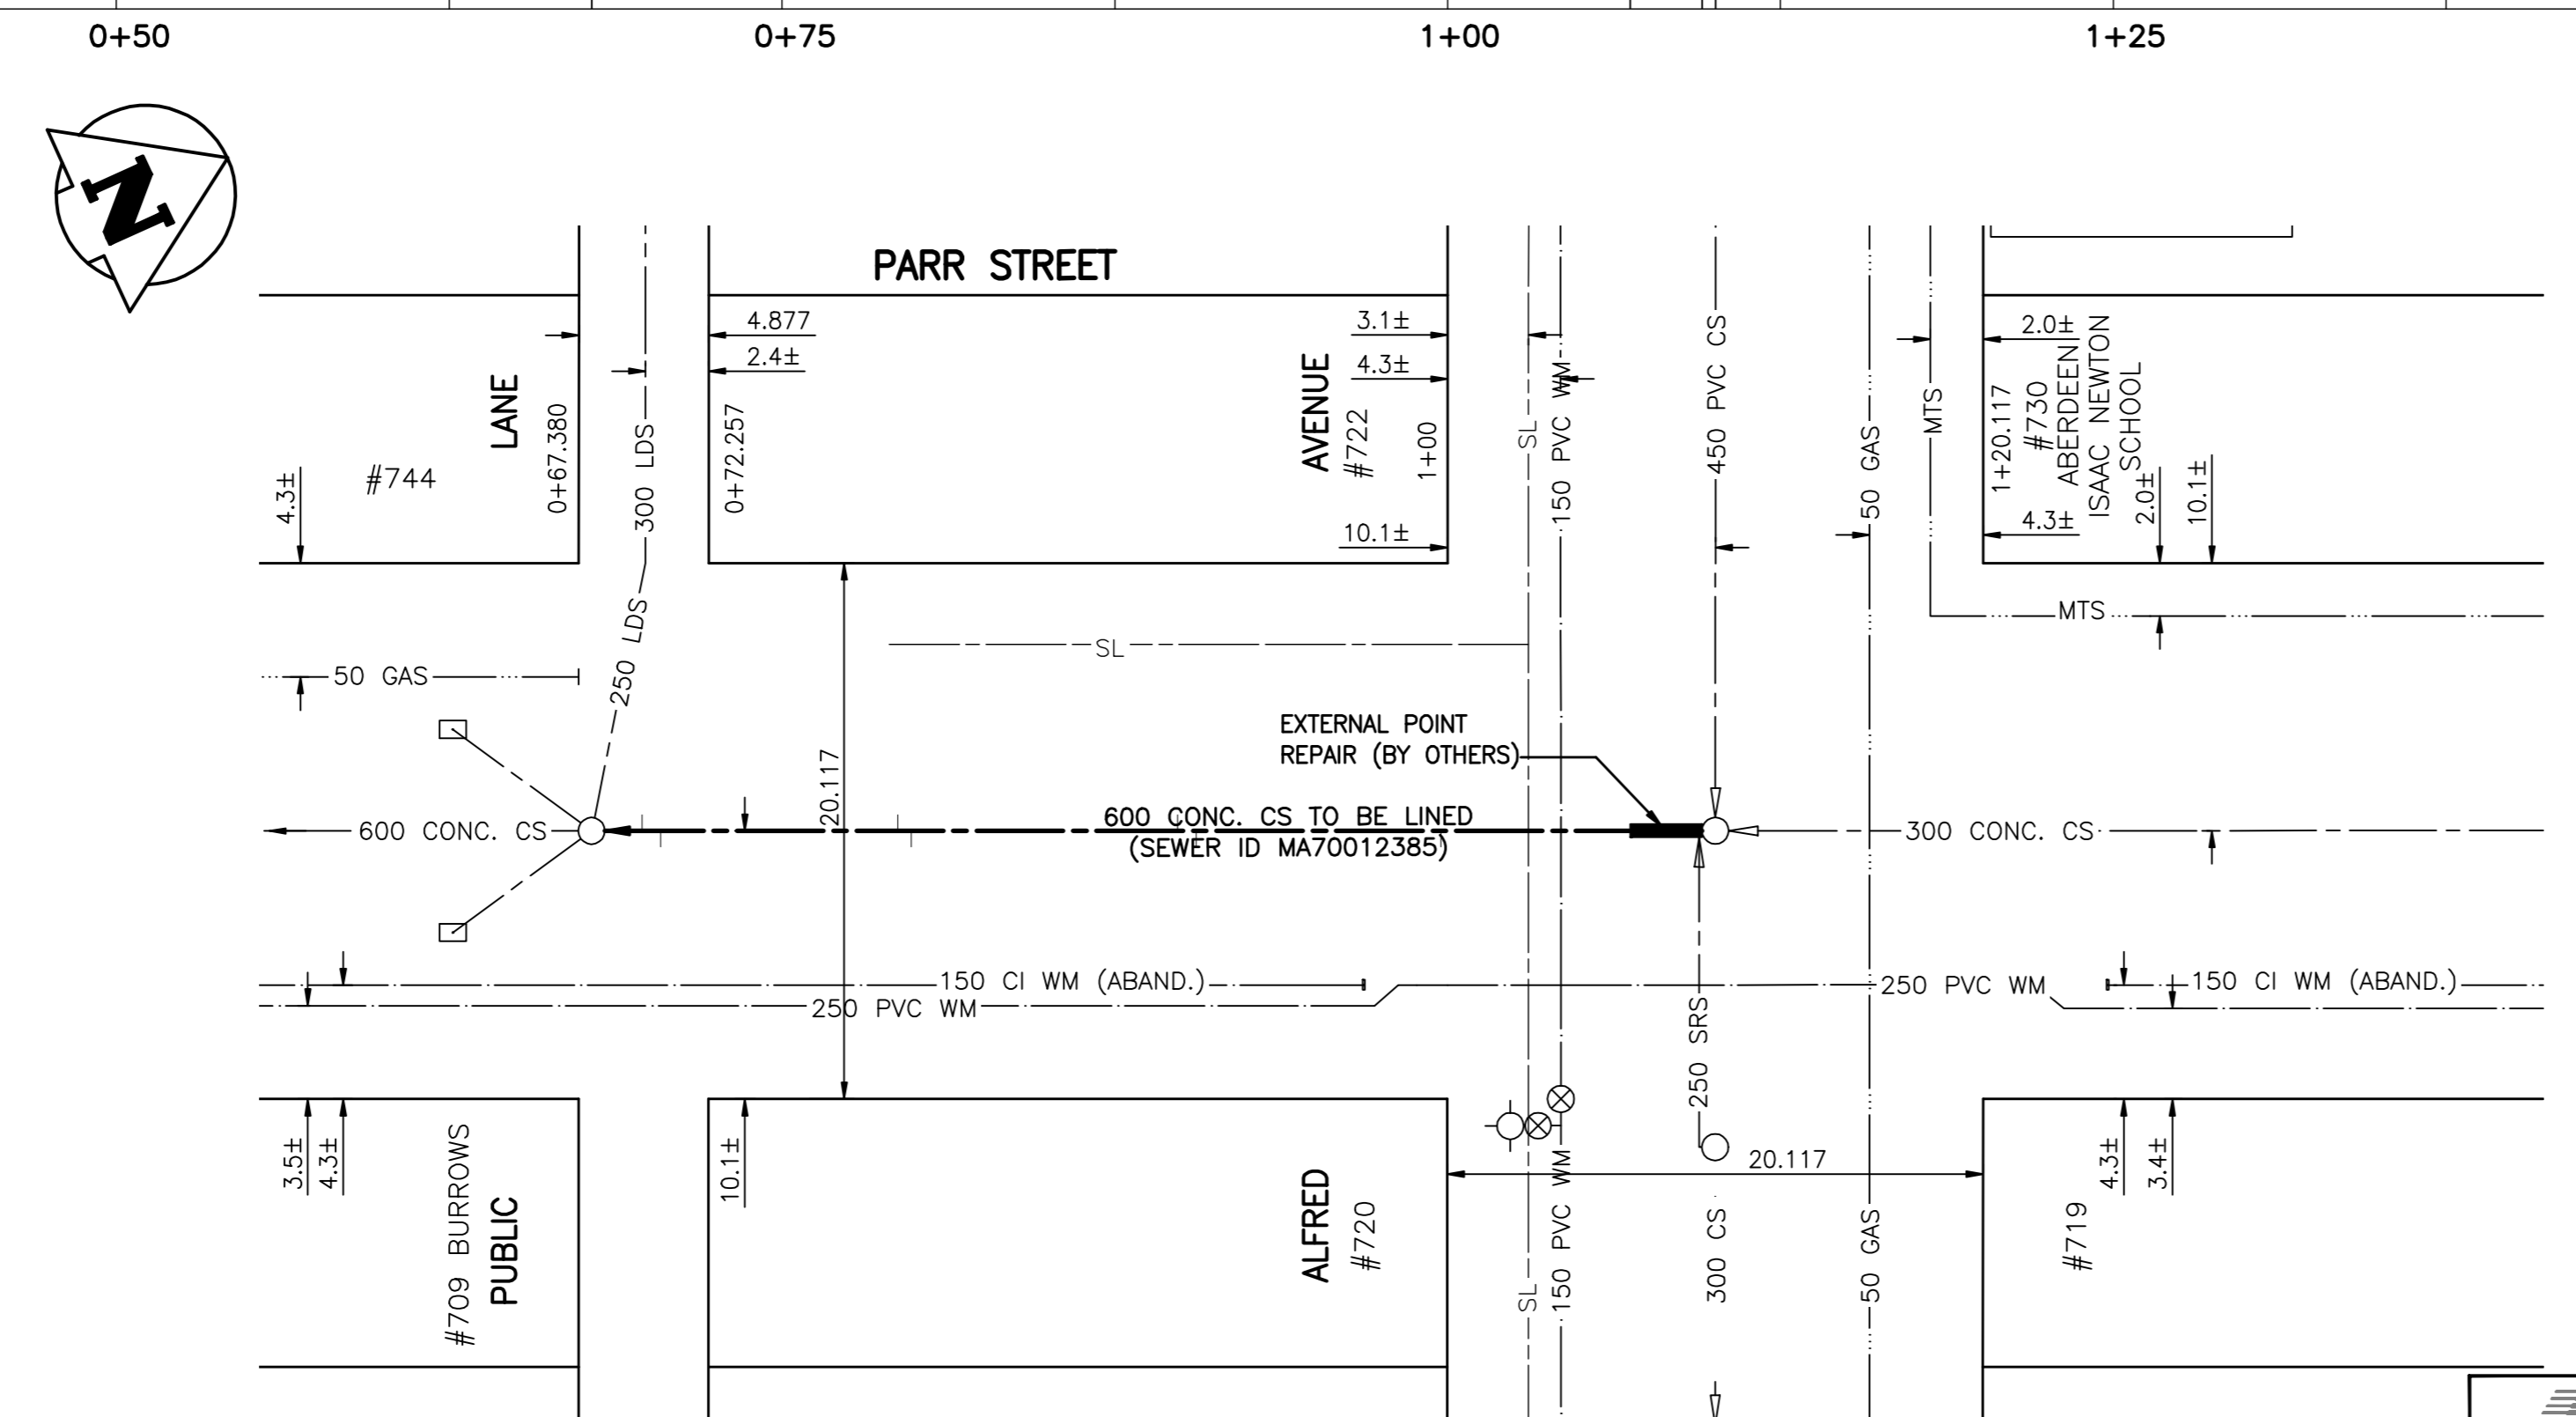 0+50
0+75
1+00
1+25
N
PARR STREET
4.877
2.4±
3.1±
4.3±
10.1±
2.0±
4.3±
LANE
#744
4.3±
0+67.380
300 LDS
0+72.257
AVENUE
#722
1+00
SL
150 PVC WM
450 PVC CS
50 GAS
MTS
1+20.117
#730
ABERDEEN
ISAAC NEWTON
SCHOOL
2.0±
10.1±
250 LDS
50 GAS
SL
MTS
EXTERNAL POINT
REPAIR (BY OTHERS)
20.117
600 CONC. CS
600 CONC. CS TO BE LINED
(SEWER ID MA70012385)
300 CONC. CS
150 CI WM (ABAND.)
250 PVC WM
250 PVC WM
150 CI WM (ABAND.)
250 SRS
3.5±
4.3±
#709 BURROWS
PUBLIC
10.1±
ALFRED
#720
SL
150 PVC WM
20.117
300 CS
50 GAS
#719
4.3±
3.4±